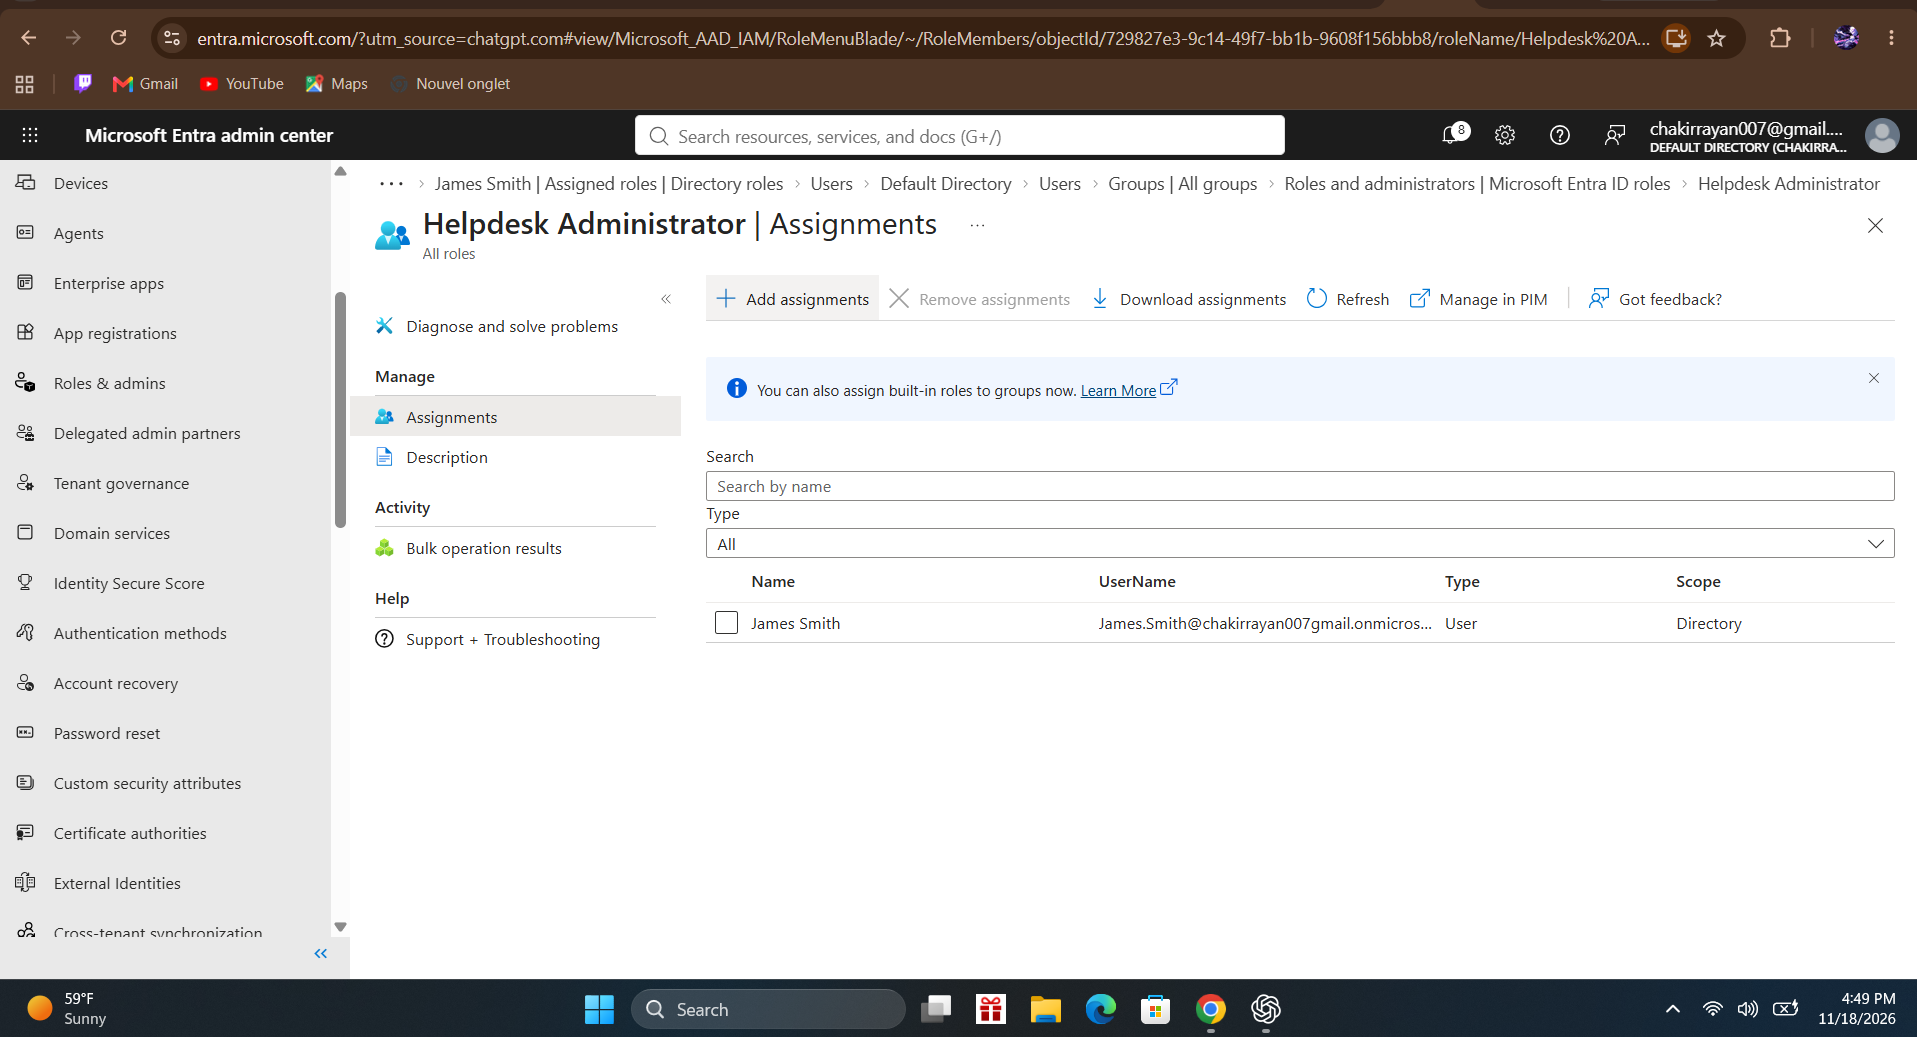 entra.microsoft.com/?utm_source=chatgpt.com#view/Microsoft_AAD_IAM/RoleMenuBlade/~/RoleMembers/objectId/729827e3-9c14-49f7-bb1b-9608f156bbb8/roleName/Helpdesk%20A...
Gmail
YouTube
Maps
Nouvel onglet
Microsoft Entra admin center
Search resources, services, and docs (G+/)
8
chakirrayan007@gmail....
DEFAULT DIRECTORY (CHAKIRRA...
Devices
Agents
Enterprise apps
App registrations
Roles & admins
Delegated admin partners
Tenant governance
Domain services
Identity Secure Score
Authentication methods
Account recovery
Password reset
Custom security attributes
Certificate authorities
External Identities
Cross-tenant synchronization
... > James Smith | Assigned roles | Directory roles > Users > Default Directory > Users > Groups | All groups > Roles and administrators | Microsoft Entra ID roles > Helpdesk Administrator
Helpdesk Administrator | Assignments ...
All roles
Diagnose and solve problems
Manage
Assignments
Description
Activity
Bulk operation results
Help
Support + Troubleshooting
Add assignments Remove assignments Download assignments Refresh Manage in PIM Got feedback?
You can also assign built-in roles to groups now. Learn More
Search
Search by name
Type
All
Name UserName Type Scope
James Smith James.Smith@chakirrayan007gmail.onmicros... User Directory
59°F
Sunny
Search
4:49 PM
11/18/2026